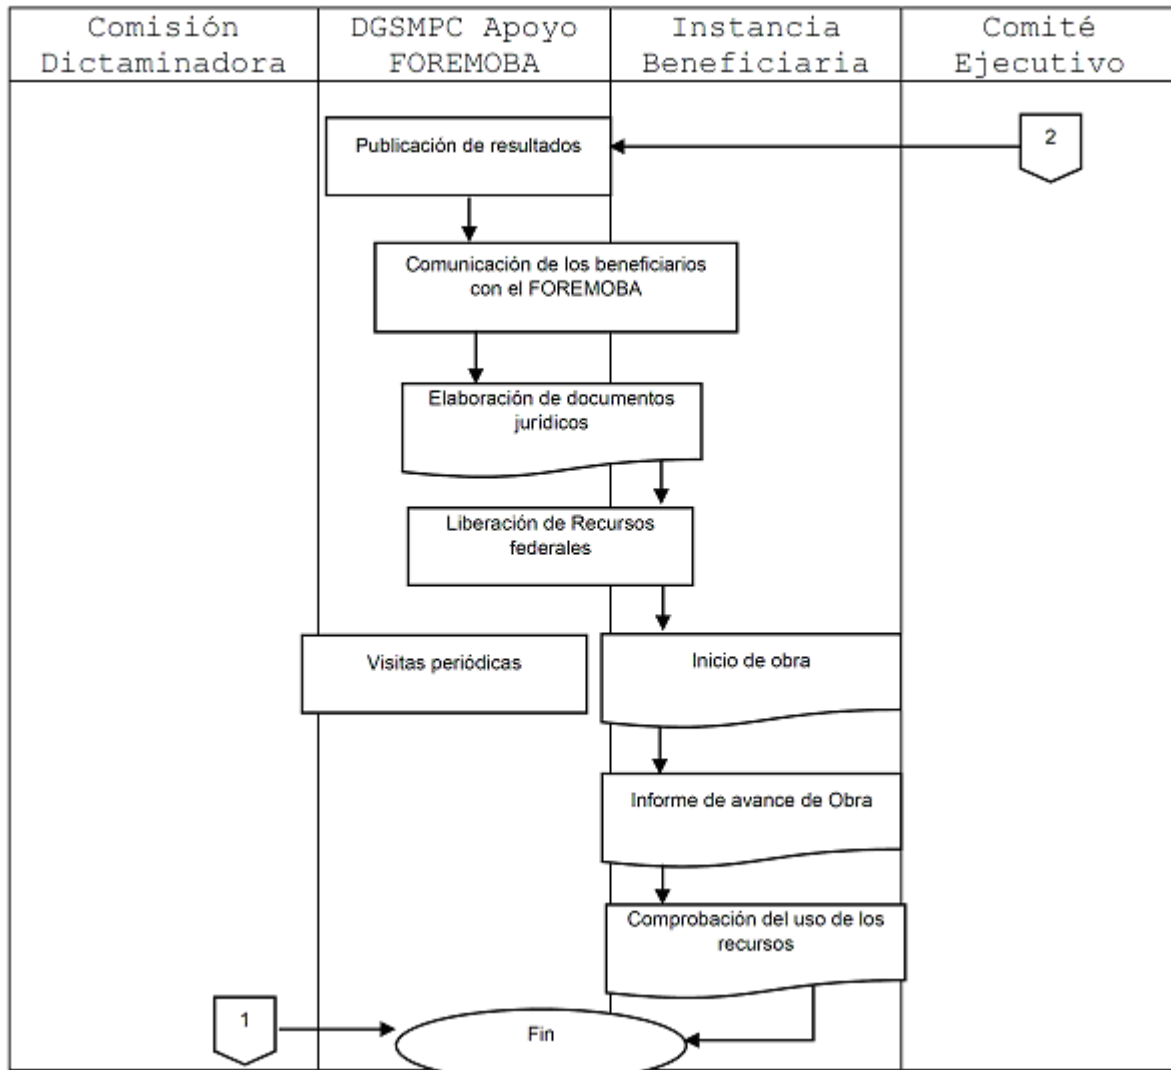 Comisión
Dictaminadora
DGSMPC Apoyo
FOREMOBA
Instancia
Beneficiaria
Comité
Ejecutivo
Publicación de resultados
2
Comunicación de los beneficiarios
con el FOREMOBA
Elaboración de documentos
jurídicos
Liberación de Recursos
federales
Visitas periódicas
Inicio de obra
Informe de avance de Obra
Comprobación del uso de los
recursos
1
Fin